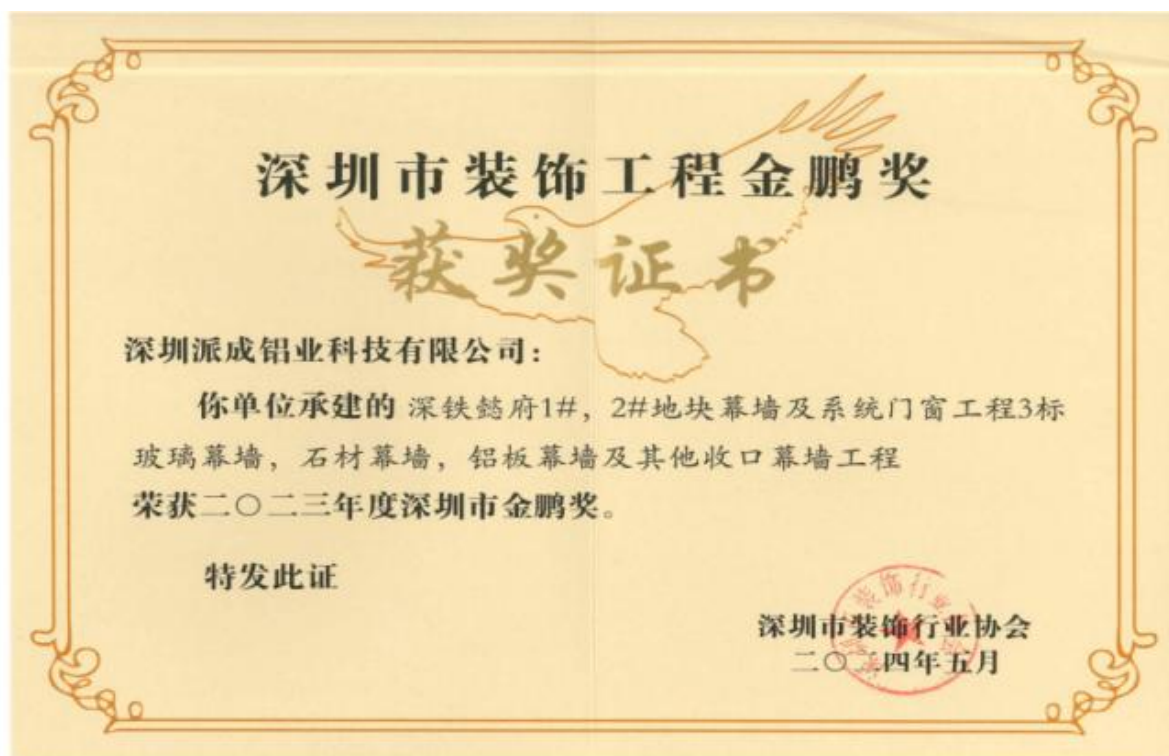 深圳市装饰工程金鹏奖
获奖证书
深圳派成铝业科技有限公司：
你单位承建的 深铁懿府1#，2#地块幕墙及系统门窗工程3标
玻璃幕墙，石材幕墙，铝板幕墙及其他收口幕墙工程
荣获二〇二三年度深圳市金鹏奖。
特发此证
深圳市装饰行业协会
二〇二四年五月